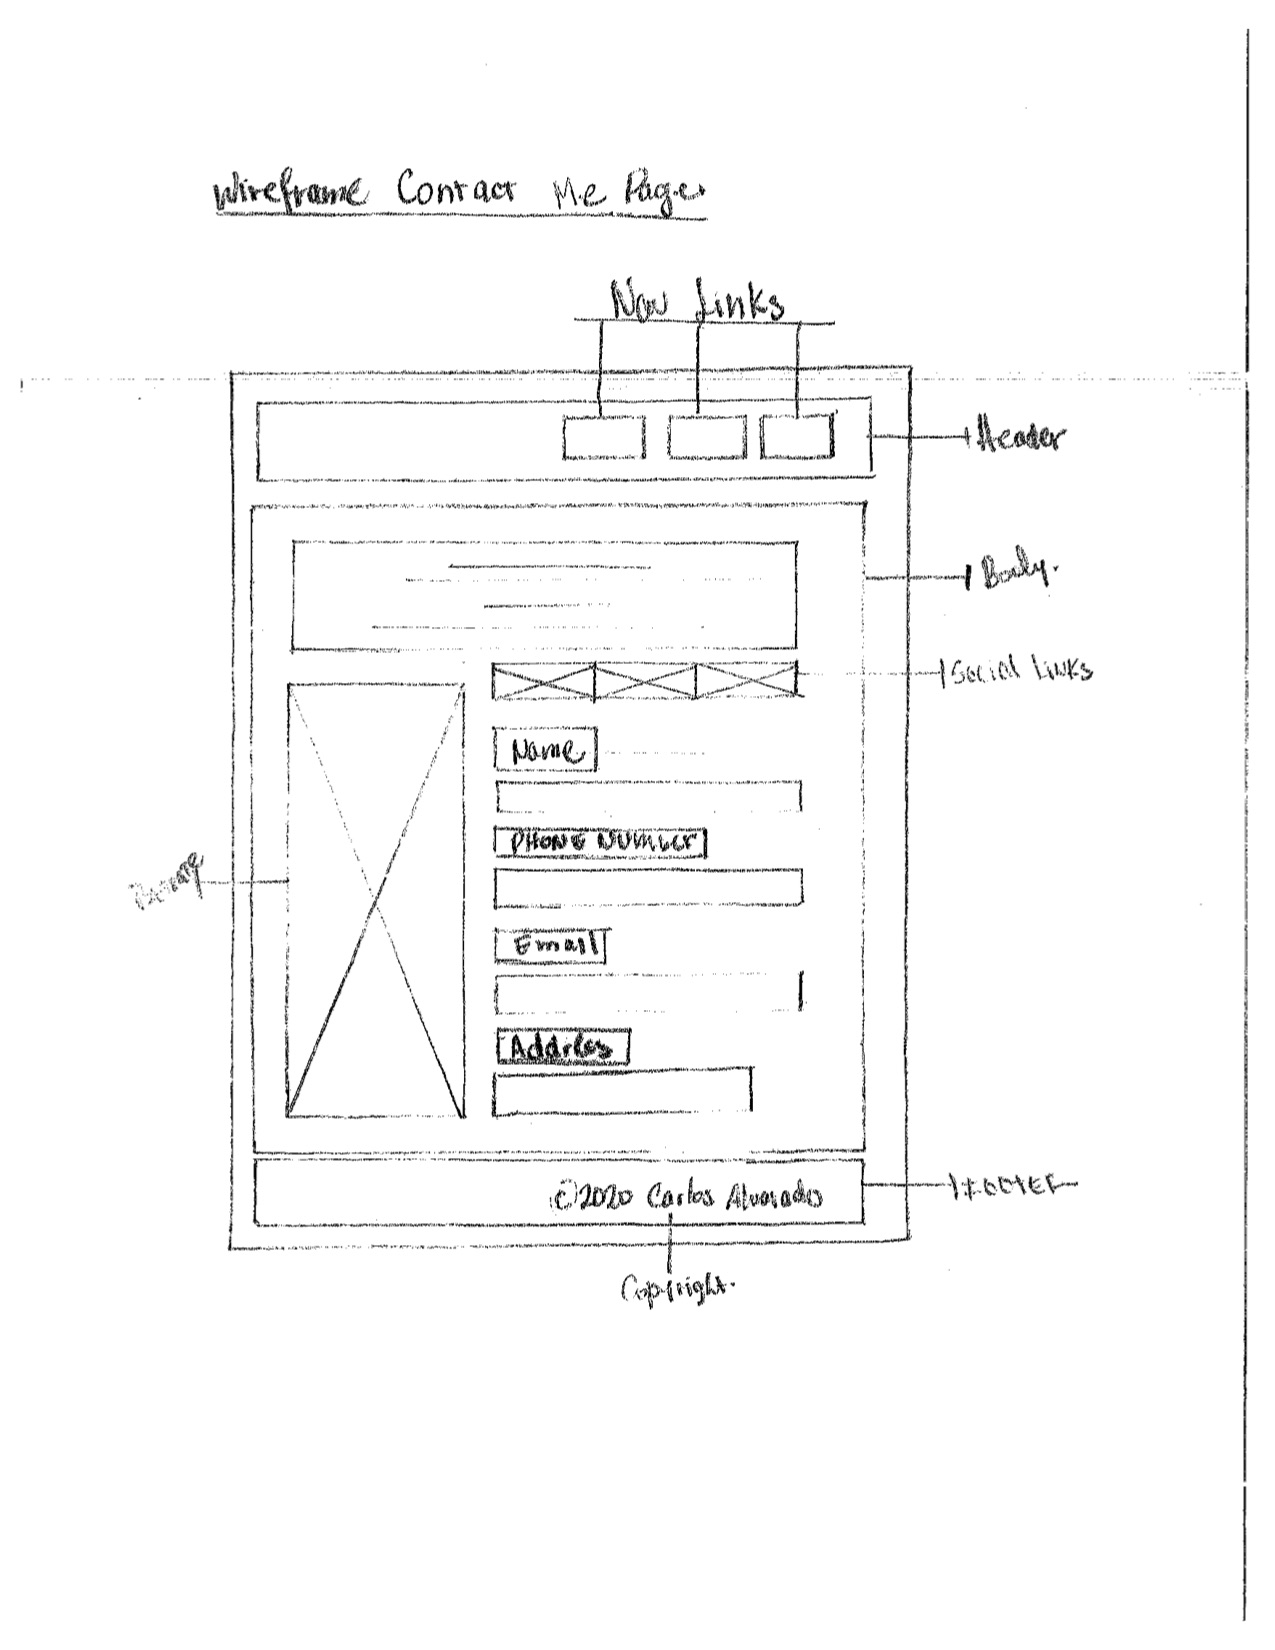 Wireframe Contact Me Page
Nav Links
Header
Body.
Social Links
Name
PHONE NUMBER
Email
Address
FOOTER
©2020 Carlos Alvarado
Copyright.